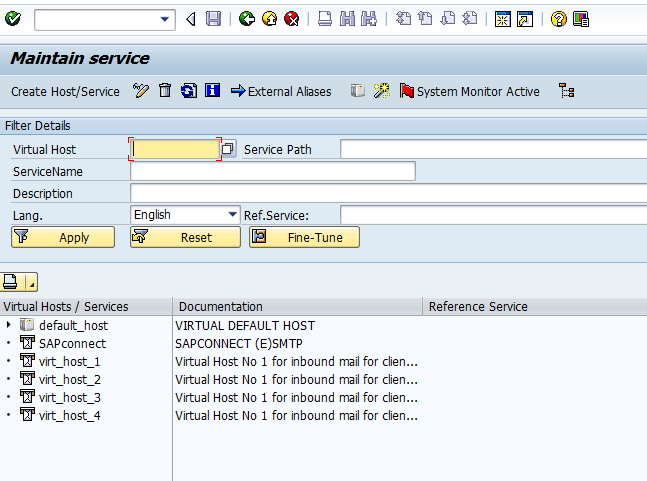 Maintain service
Create Host/Service External Aliases System Monitor Active
Filter Details
Virtual Host Service Path
ServiceName
Description
Lang. English Ref.Service:
Apply Reset Fine-Tune
Virtual Hosts / Services Documentation Reference Service
default_host VIRTUAL DEFAULT HOST
SAPconnect SAPCONNECT (E)SMTP
virt_host_1 Virtual Host No 1 for inbound mail for clien...
virt_host_2 Virtual Host No 1 for inbound mail for clien...
virt_host_3 Virtual Host No 1 for inbound mail for clien...
virt_host_4 Virtual Host No 1 for inbound mail for clien...